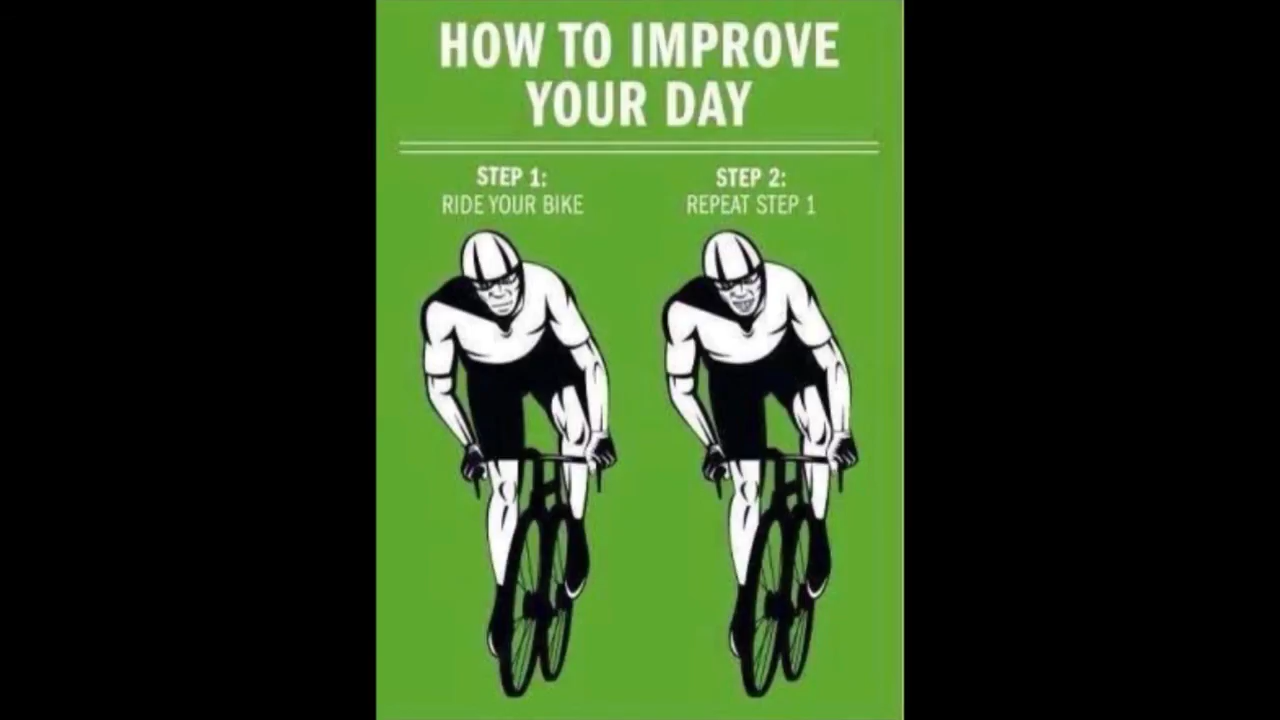 HOW TO IMPROVE
YOUR DAY
STEP 1:
RIDE YOUR BIKE
STEP 2:
REPEAT STEP 1